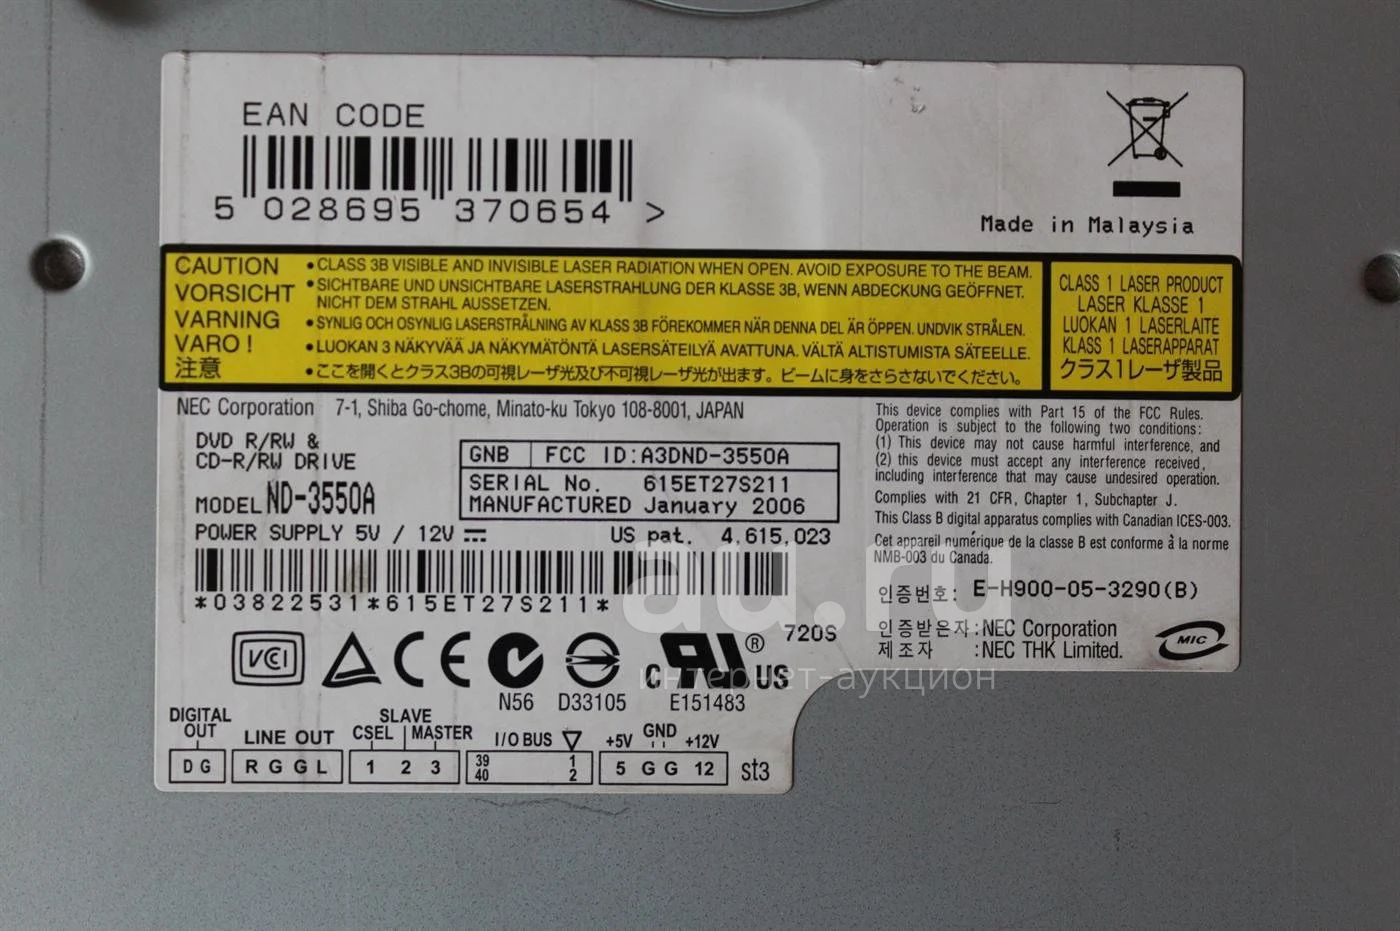 EAN CODE
5 028695 370654 >
Made in Malaysia
CAUTION
VORSICHT
VARNING
VARO !
注意
• CLASS 3B VISIBLE AND INVISIBLE LASER RADIATION WHEN OPEN. AVOID EXPOSURE TO THE BEAM.
• SICHTBARE UND UNSICHTBARE LASERSTRAHLUNG DER KLASSE 3B, WENN ABDECKUNG GEÖFFNET.
NICHT DEM STRAHL AUSSETZEN.
• SYNLIG OCH OSYNLIG LASERSTRÅLNING AV KLASS 3B FÖREKOMMER NÄR DENNA DEL ÄR ÖPPEN. UNDVIK STRÅLEN.
• LUOKAN 3 NÄKYVÄÄ JA NÄKYMÄTÖNTÄ LASERSÄTEILYÄ AVATTUNA. VÄLTÄ ALTISTUMISTA SÄTEELLE.
• ここを開くとクラス3Bの可視レーザ光及び不可視レーザ光が出ます。ビームに身をさらさないでください。
CLASS 1 LASER PRODUCT
LASER KLASSE 1
LUOKAN 1 LASERLAITE
KLASS 1 LASERAPPARAT
クラス1レーザ製品
NEC Corporation 7-1, Shiba Go-chome, Minato-ku Tokyo 108-8001, JAPAN
DVD R/RW &
CD-R/RW DRIVE
MODEL ND-3550A
POWER SUPPLY 5V / 12V
GNB FCC ID:A3DND-3550A
SERIAL No. 615ET27S211
MANUFACTURED January 2006
US pat. 4,615,023
*03822531*615ET27S211*
This device complies with Part 15 of the FCC Rules.
Operation is subject to the following two conditions:
(1) This device may not cause harmful interference, and
(2) this device must accept any interference received,
including interference that may cause undesired operation.
Complies with 21 CFR, Chapter 1, Subchapter J.
This Class B digital apparatus complies with Canadian ICES-003.
Cet appareil numérique de la classe B est conforme à la norme
NMB-003 du Canada.
인증번호: E-H900-05-3290(B)
인증받은자:NEC Corporation
제조자 :NEC THK Limited.
MIC
VCCI
CE
N56
D33105
C RU ® US
720S
E151483
DIGITAL
OUT
D G
LINE OUT
R G G L
SLAVE
CSEL MASTER
1 2 3
I/O BUS
39 1
40 2
+5V GND +12V
5 G G 12
st3
au.ru
интернет-аукцион